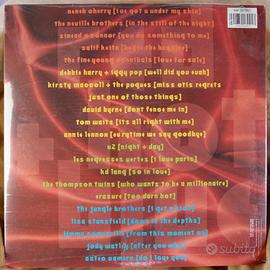 neneh cherry (i've got u under my skin)
the neville brothers (in the still of the night)
sinead o connor (you do something to me)
salif keita (begin the beguine)
the fine young cannibals (love for sale)
debbie harry + iggy pop (well did you evah)
kirsty maccoll + the pogues (miss otis regrets
just one of those things)
david byrne (dont fence me in)
tom waits (its all right with me)
annie lennox (everytime we say goodbye)
u2 (night + day)
les negresses vertes (i love paris)
kd lang (so in love)
the thompson twins (who wants to be a millionaire)
erasure (too darn hot)
the jungle brothers (i get a kick)
lisa stansfield (down in the depths)
jimmy somerville (from this moment on)
jody watley (after you who)
aztec camera (do i love you)
subito